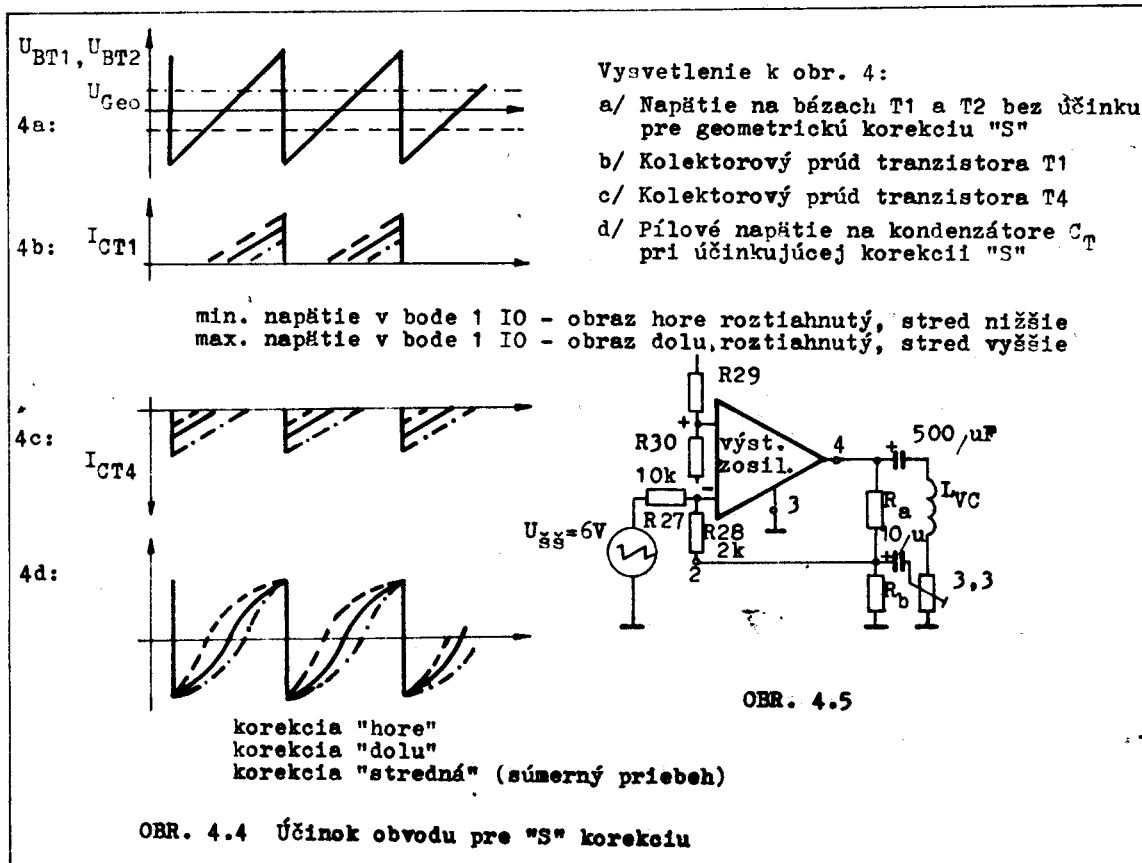 U_BT1, U_BT2
U_Geo
4a:
Vysvetlenie k obr. 4:
a/ Napätie na bázach T1 a T2 bez účinku
pre geometrickú korekciu "S"
b/ Kolektorový prúd tranzistora T1
c/ Kolektorový prúd tranzistora T4
d/ Pílové napätie na kondenzátore C_T
pri účinkujúcej korekcii "S"
4b: I_CT1
min. napätie v bode 1 IO - obraz hore roztiahnutý, stred nižšie
max. napätie v bode 1 IO - obraz dolu roztiahnutý, stred vyššie
4c:
I_CT4
4d:
R29
+
R30
výst.
zosil.
4
+
500/uF
10k
-
R27
3
R_a
L_VC
U_šš=6V
R28
2k
2
10/u
+
R_b
3,3
OBR. 4.5
korekcia "hore"
korekcia "dolu"
korekcia "stredná" (súmerný priebeh)
OBR. 4.4 Účinok obvodu pre "S" korekciu